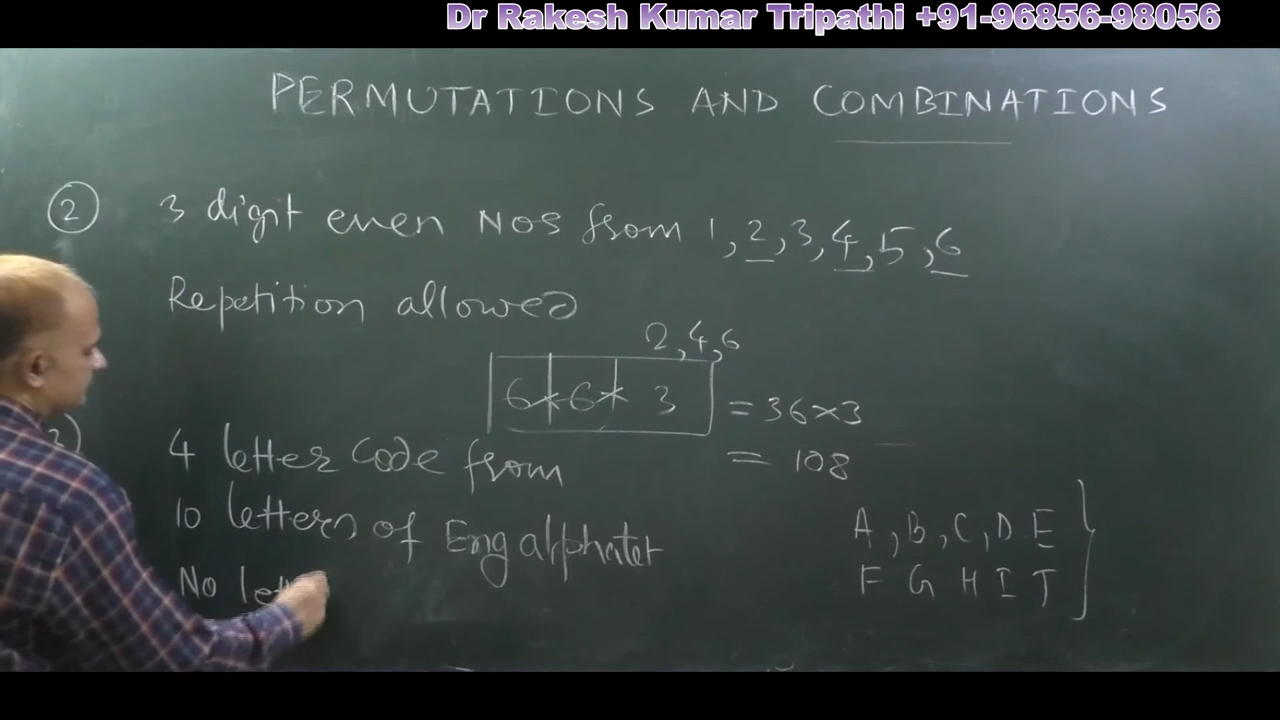 Dr Rakesh Kumar Tripathi +91-96856-98056
PERMUTATIONS AND COMBINATIONS
2 3 digit even NOS from 1, 2, 3, 4, 5, 6
Repetition allowed
2, 4, 6
6 * 6 * 3 = 36 × 3
= 108
4 letter code from
10 letters of Eng
A, B, C, D E
F G H I J
No